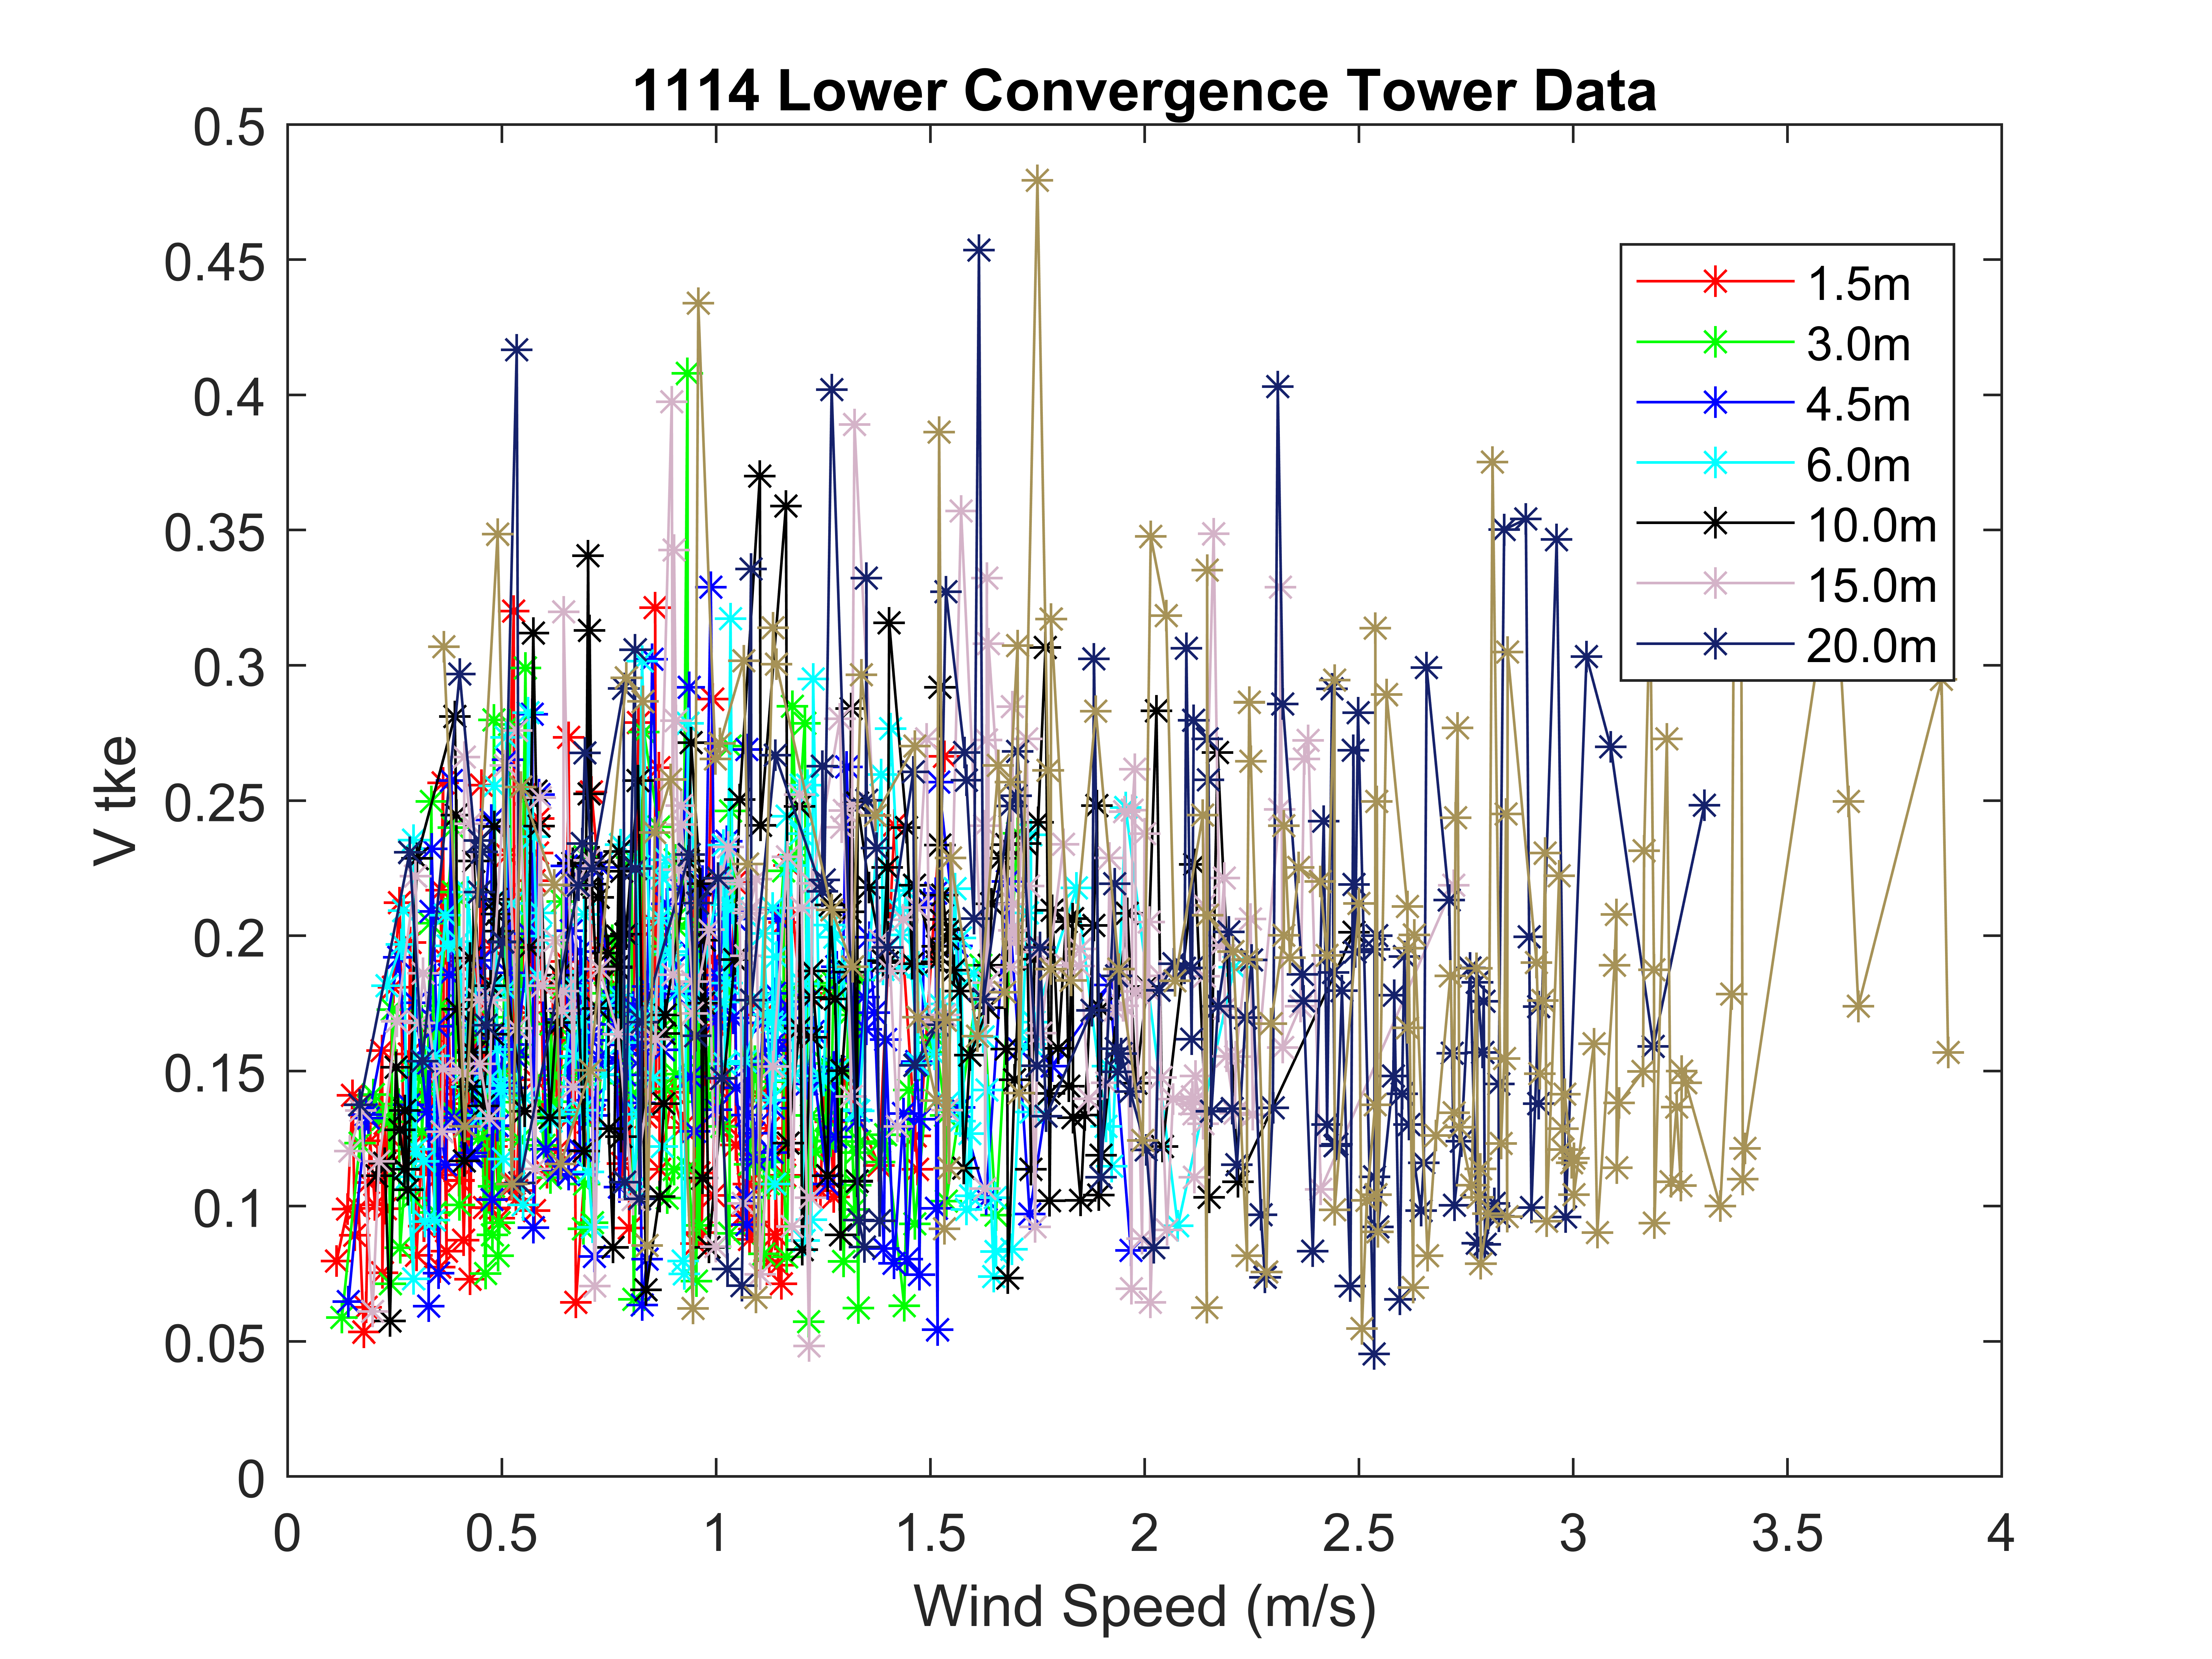 1114 Lower Convergence Tower Data
0.5
0.45
0.4
0.35
0.3
0.25
0.2
0.15
0.1
0.05
0
V tke
1.5m
3.0m
4.5m
6.0m
10.0m
15.0m
20.0m
0 0.5 1 1.5 2 2.5 3 3.5 4
Wind Speed (m/s)